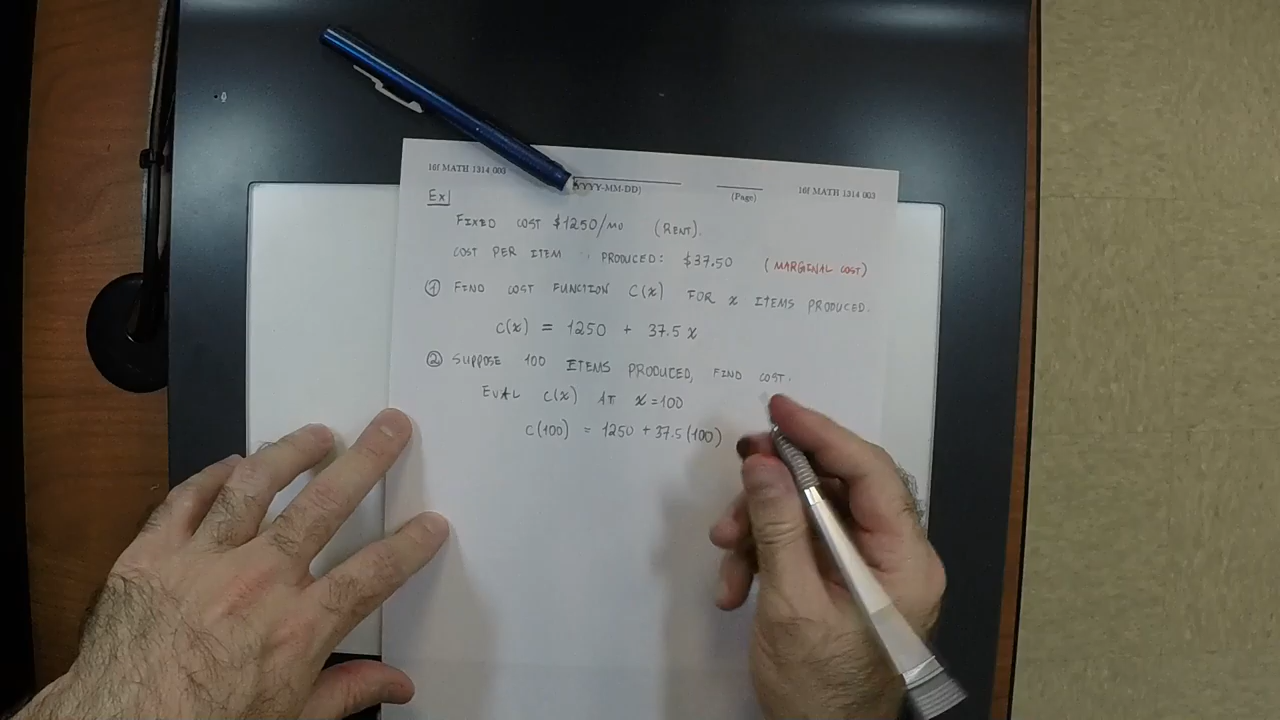 16f MATH 1314 003
YYYY-MM-DD)
(Page)
16f MATH 1314 003
Ex
FIXED COST $1250/MO (RENT).
COST PER ITEM PRODUCED: $37.50 (MARGINAL COST)
① FIND COST FUNCTION C(x) FOR x ITEMS PRODUCED.
C(x) = 1250 + 37.5 x
② SUPPOSE 100 ITEMS PRODUCED, FIND COST.
EVAL C(x) AT x=100
C(100) = 1250 + 37.5 (100)